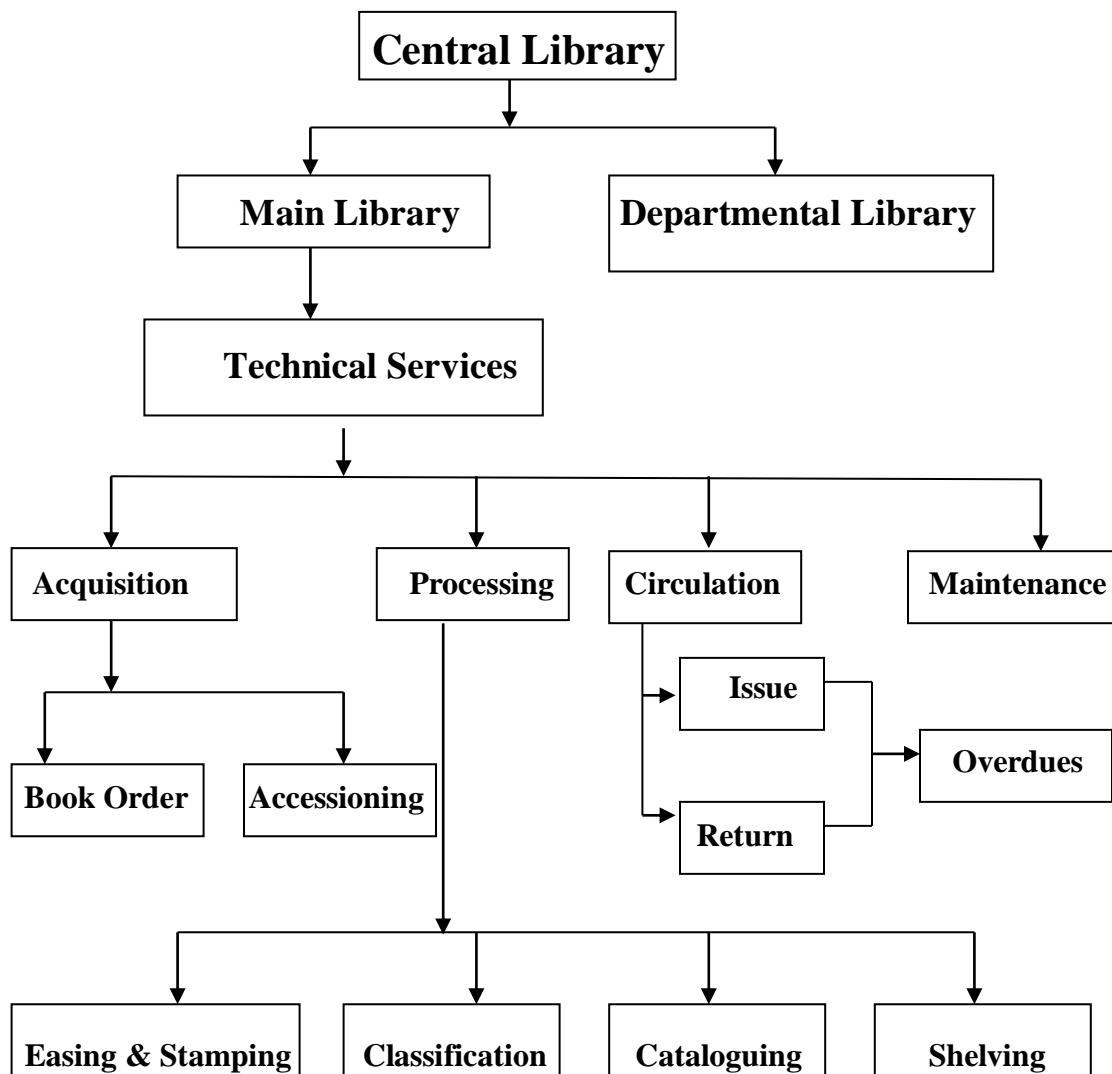 Central Library
Main Library
Departmental Library
Technical Services
Acquisition
Processing
Circulation
Maintenance
Issue
Overdues
Book Order
Accessioning
Return
Easing & Stamping
Classification
Cataloguing
Shelving